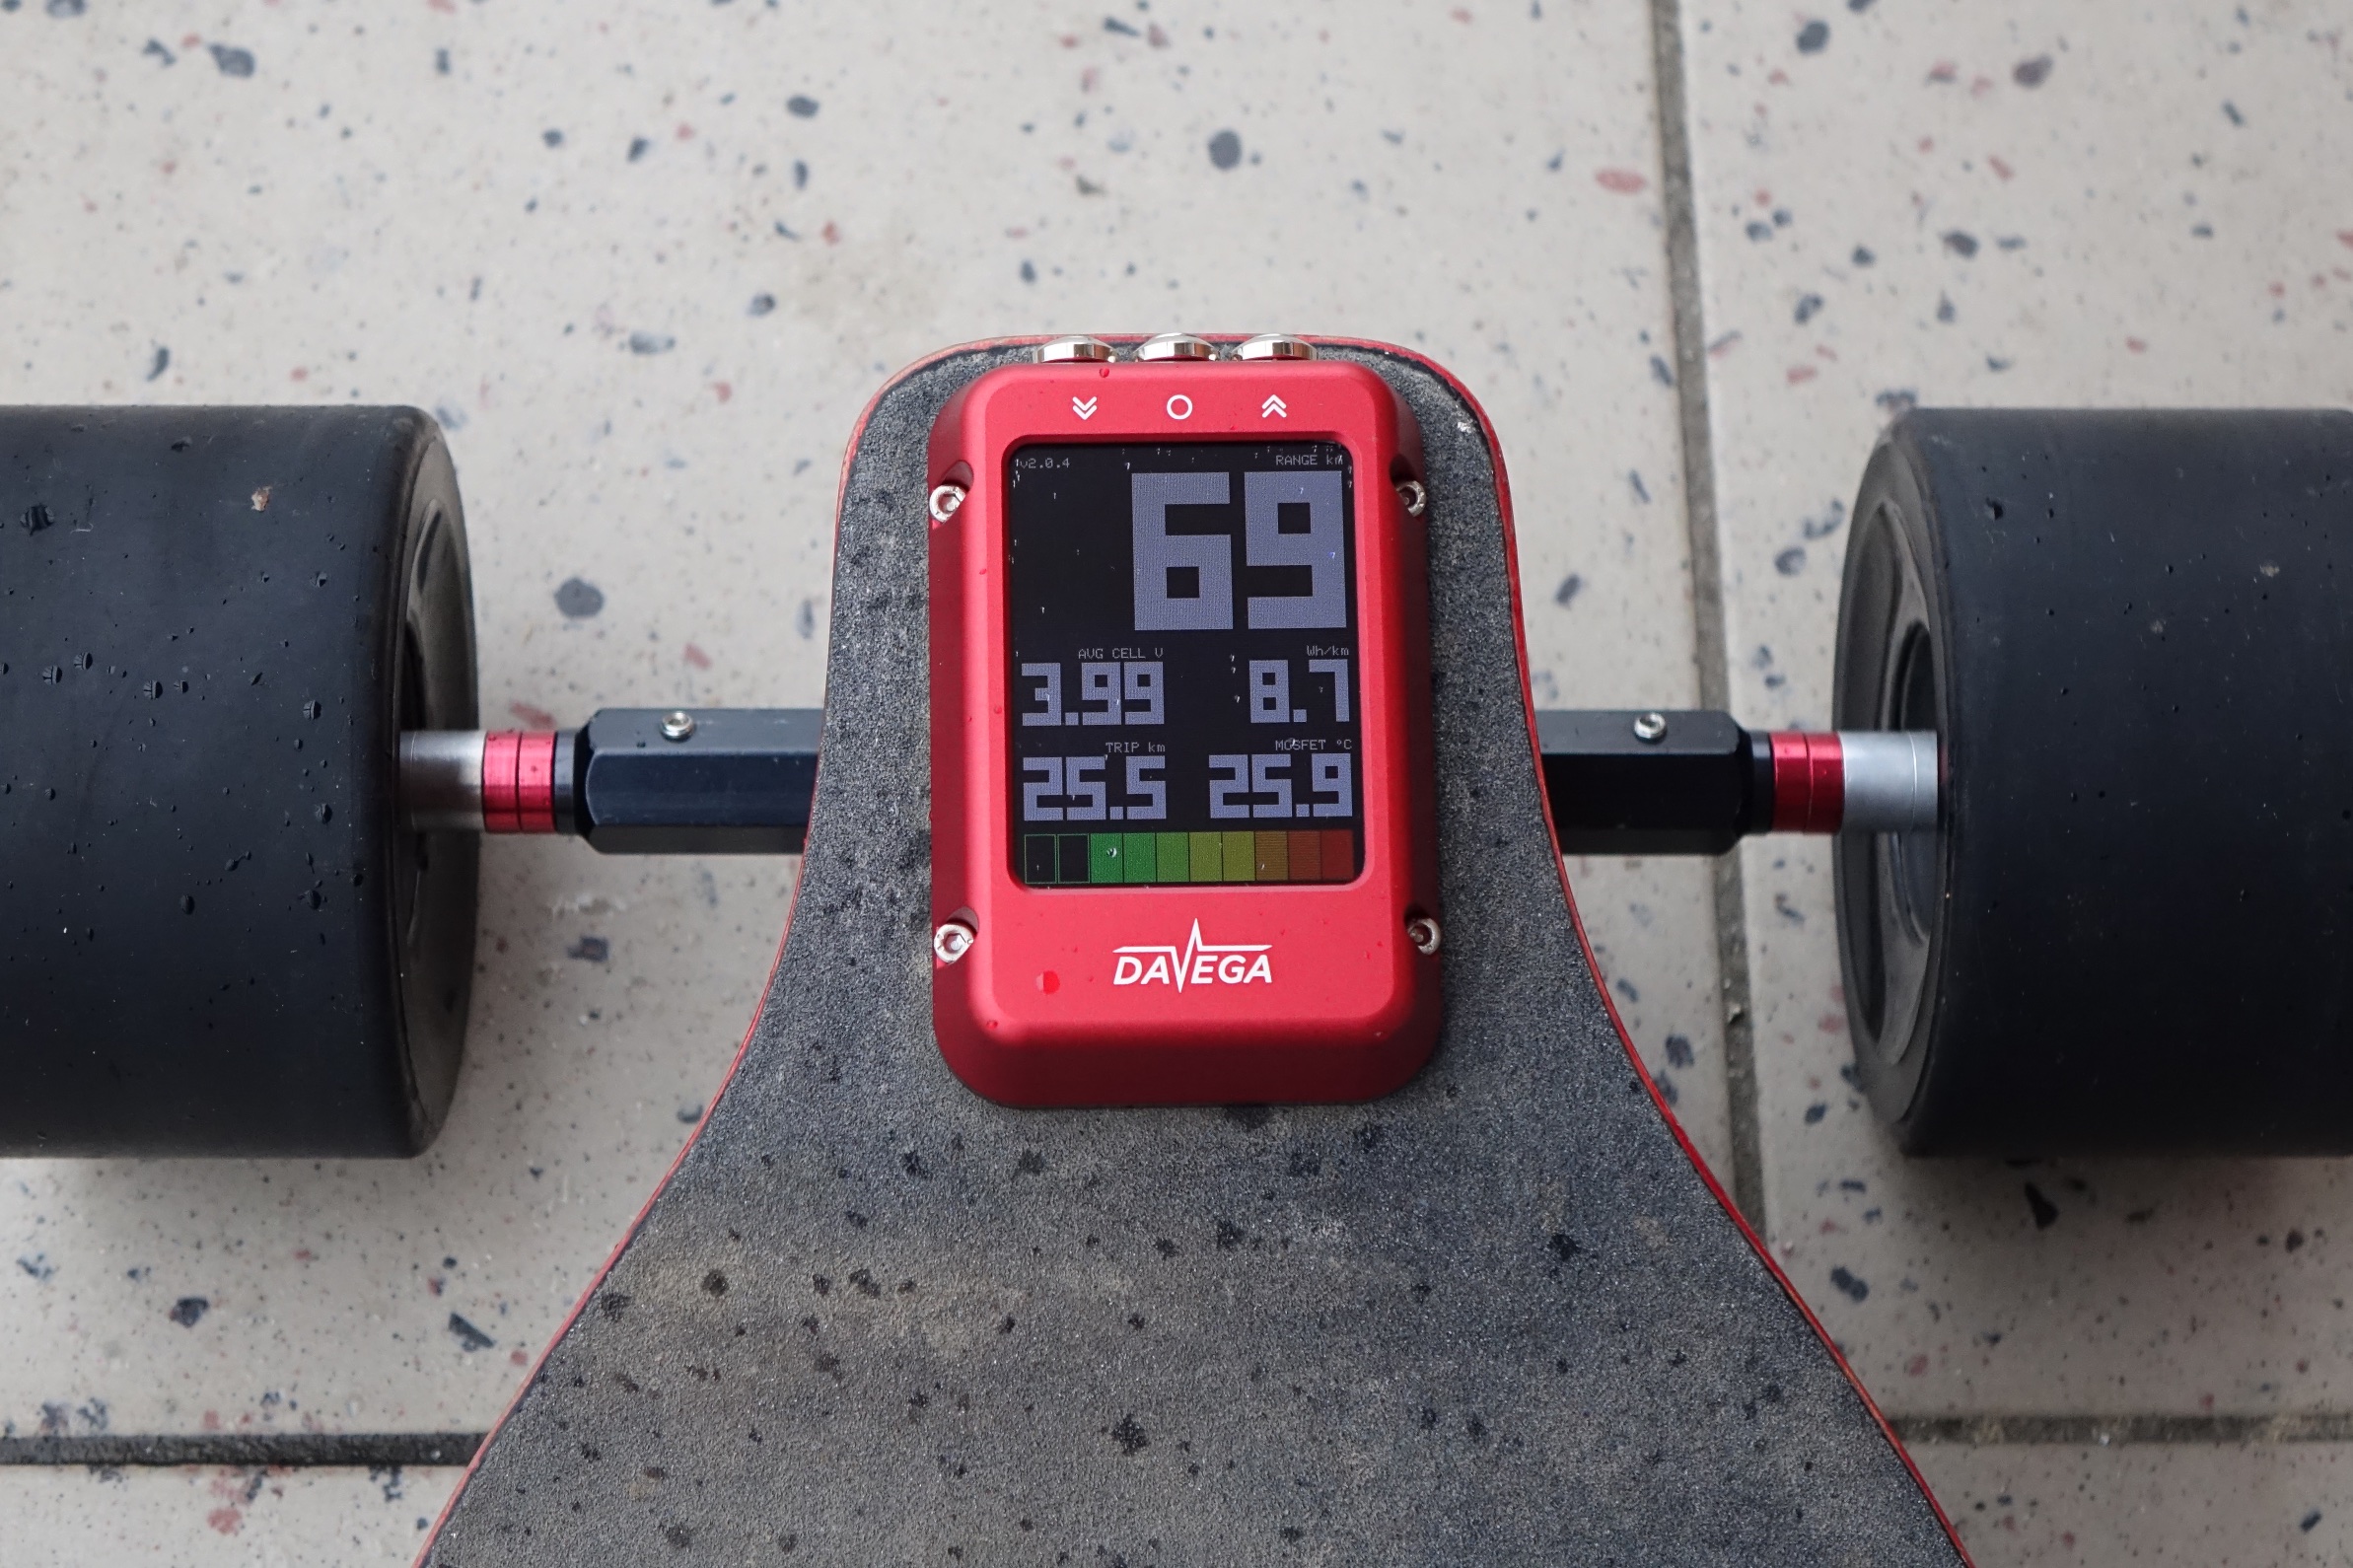 v2.0.4 RANGE km
69
AVG CELL V Wh/km
3.99 8.7
TRIP km MOSFET °C
25.5 25.9
DAVEGA